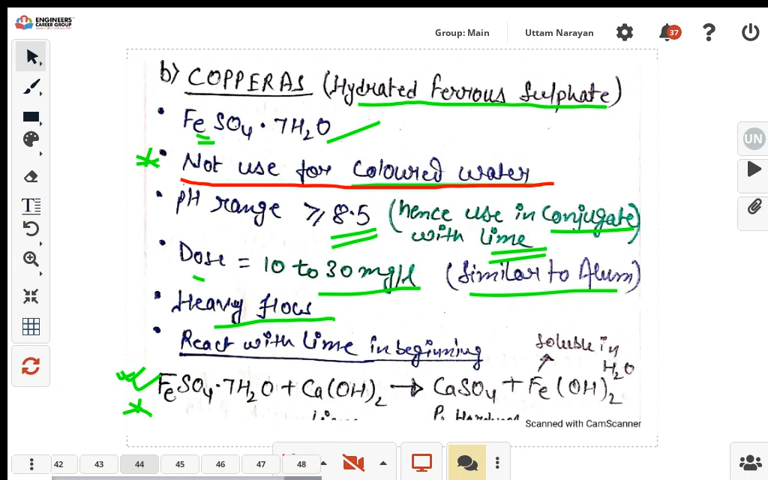 ENGINEERS
CAREER GROUP
Group: Main
Uttam Narayan
37
UN
b) COPPERAS (Hydrated Ferrous Sulphate)
• FeSO4·7H2O
• Not use for coloured water
• pH range ≥ 8.5 (hence use in conjugate)
with lime
• Dose = 10 to 30 mg/l (Similar to Alum)
• Heavy flocs
• React with lime in beginning
Soluble in
H2O
FeSO4·7H2O + Ca(OH)2 → CaSO4 + Fe(OH)2
Scanned with CamScanner
42 43 44 45 46 47 48